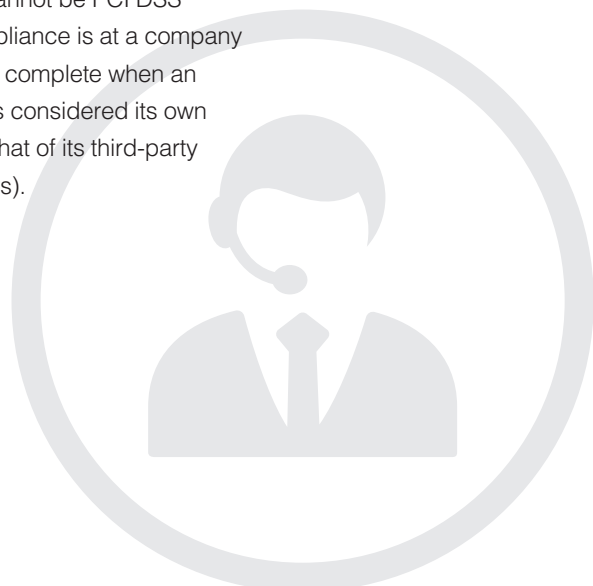 annot be PCI DSS
pliance is at a company
complete when an
s considered its own
hat of its third-party
s).